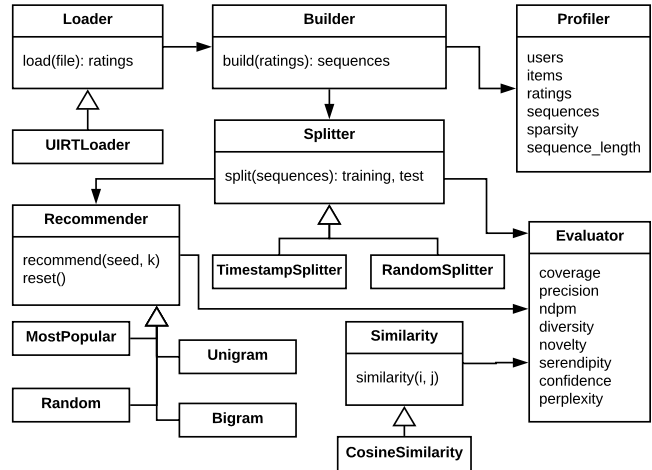 Loader
load(file): ratings
UIRTLoader
Builder
build(ratings): sequences
Profiler
users
items
ratings
sequences
sparsity
sequence_length
Splitter
split(sequences): training, test
TimestampSplitter
RandomSplitter
Recommender
recommend(seed, k)
reset()
MostPopular
Unigram
Random
Bigram
Similarity
similarity(i, j)
CosineSimilarity
Evaluator
coverage
precision
ndpm
diversity
novelty
serendipity
confidence
perplexity